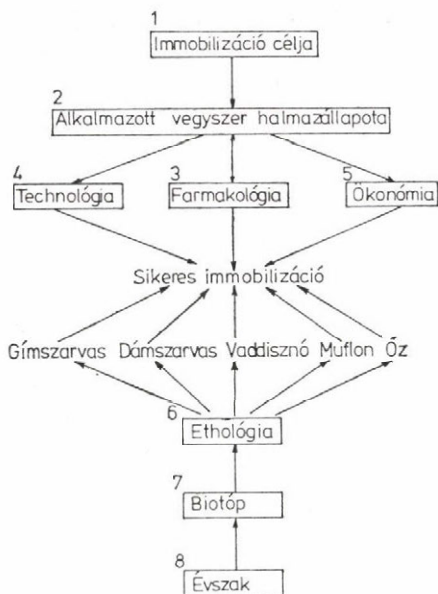 1
Immobilizáció célja
2
Alkalmazott vegyszer halmazállapota
4 3 5
Technológia Farmakológia Ökonómia
Sikeres immobilizáció
Gímszarvas Dámszarvas Vaddisznó Muflon Őz
6
Ethológia
7
Biotóp
8
Évszak